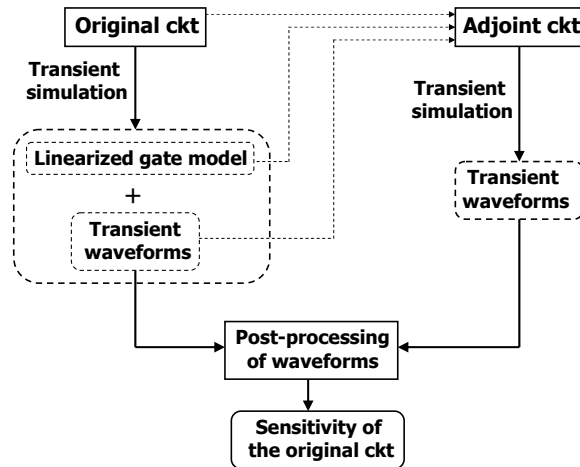 Original ckt
Adjoint ckt
Transient
simulation
Transient
simulation
Linearized gate model
+
Transient
waveforms
Transient
waveforms
Post-processing
of waveforms
Sensitivity of
the original ckt